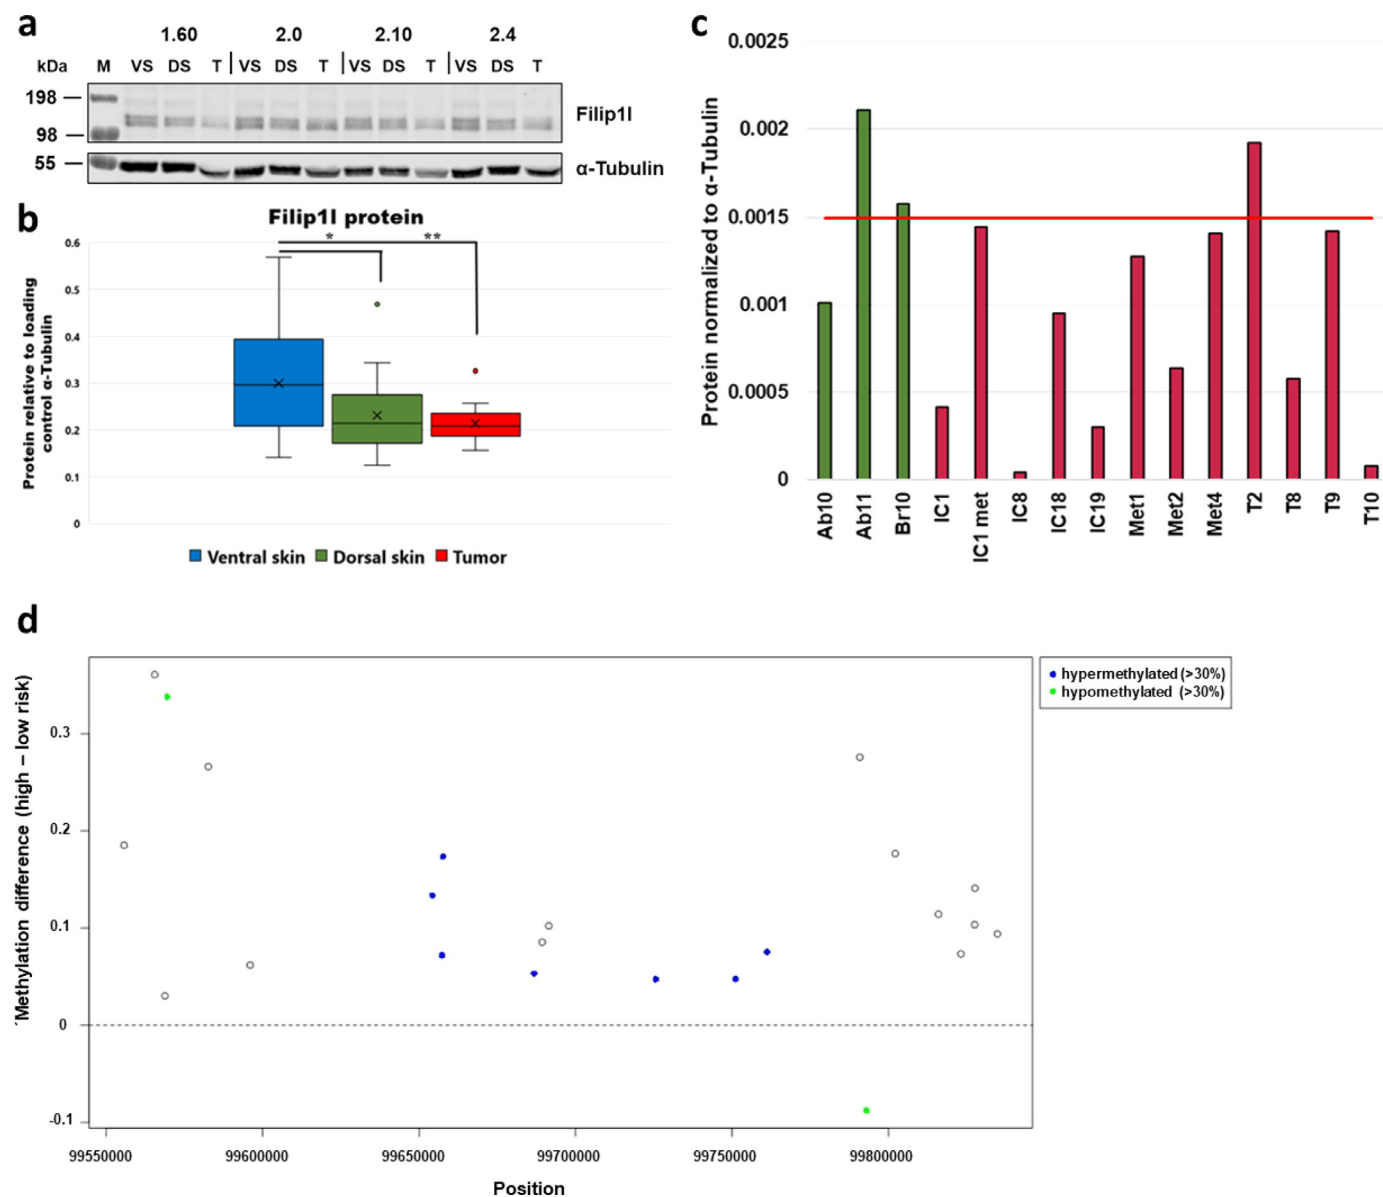 a
1.60 2.0 2.10 2.4
kDa M VS DS T VS DS T VS DS T VS DS T
198
Filip1l
98
55
α-Tubulin
b
Filip1l protein
* **
Protein relative to loading
control α-Tubulin
0.6
0.5
0.4
0.3
0.2
0.1
0
Ventral skin Dorsal skin Tumor
c
Protein normalized to α-Tubulin
0.0025
0.002
0.0015
0.001
0.0005
0
Ab10 Ab11 Br10 IC1 IC1 met IC8 IC18 IC19 Met1 Met2 Met4 T2 T8 T9 T10
d
´Methylation difference (high – low risk)
0.3
0.2
0.1
0
-0.1
99550000 99600000 99650000 99700000 99750000 99800000
Position
hypermethylated (>30%)
hypomethylated (>30%)